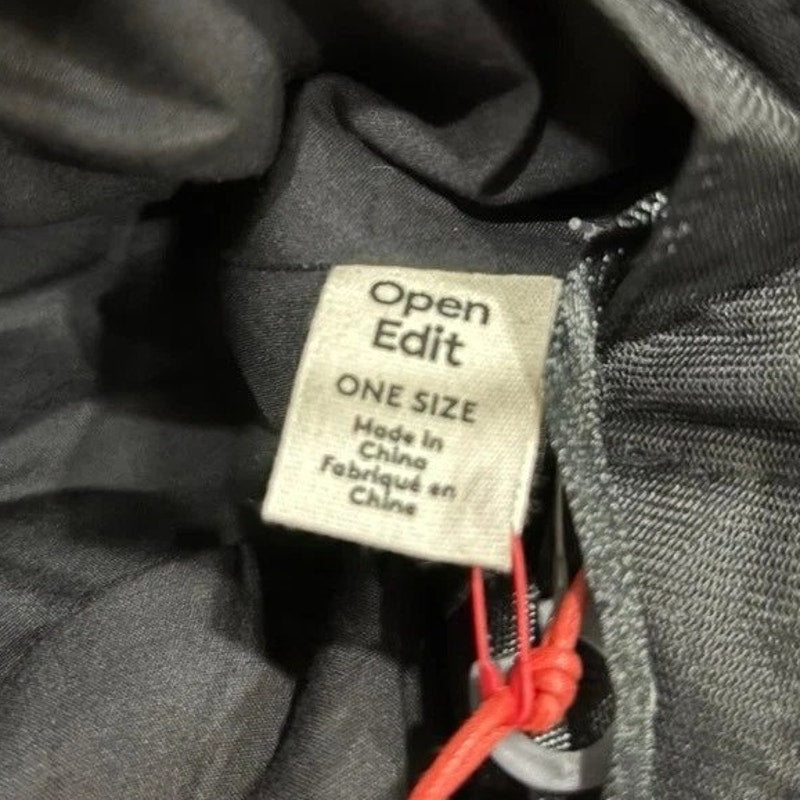 Open
Edit
ONE SIZE
Made in
China
Fabriqué en
Chine